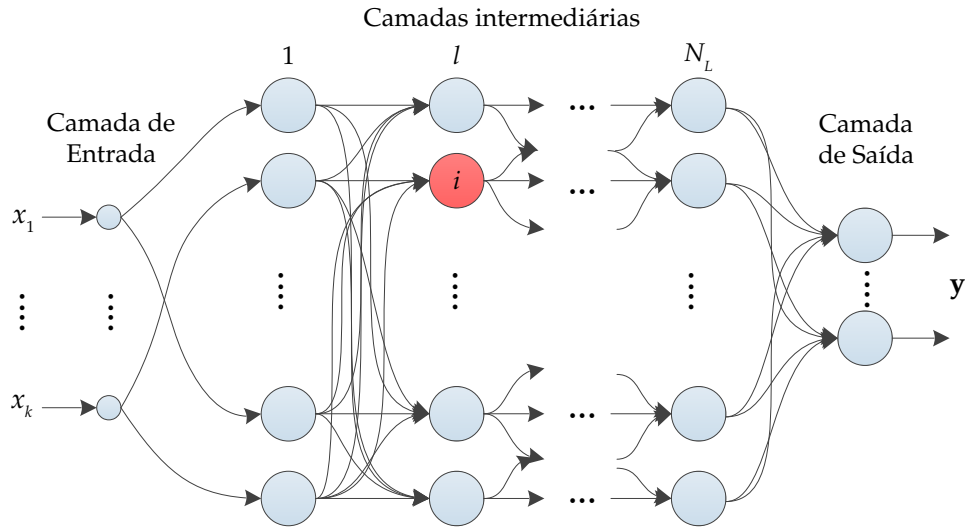 Camadas intermediárias
1
l
N_L
Camada de
Entrada
Camada
de Saída
...
i
...
x_1
y
x_k
...
...